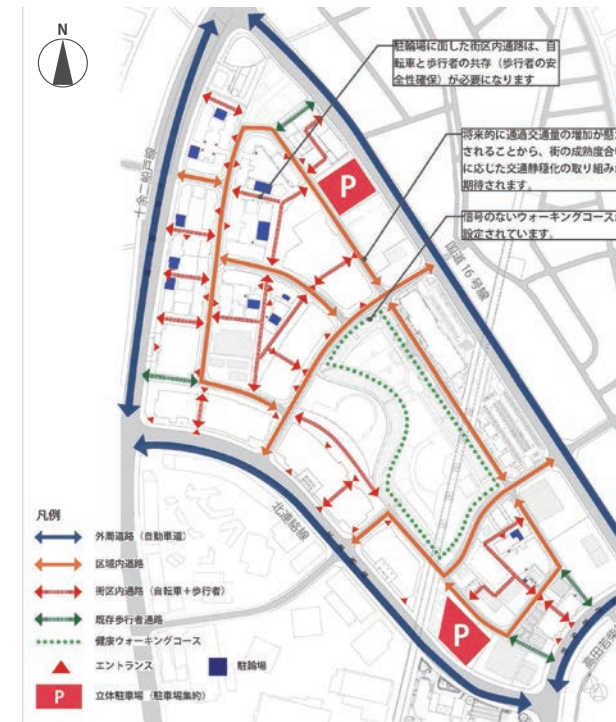 N
駐輪場に面した街区内通路は、自
転車と歩行者の共存（歩行者の安
全性確保）が必要になります
将来的に通過交通量の増加が懸
されることから、街の成熟度合
に応じた交通静穏化の取り組み
期待されます。
信号のないウォーキングコース
設定されています。
十余二船戸線
国道16号線
P
北連絡線
P
高田若柴
凡例
外周道路（自動車道）
区域内道路
街区内通路（自転車＋歩行者）
既存歩行者通路
健康ウォーキングコース
エントランス
駐輪場
P
立体駐車場（駐車場集約）